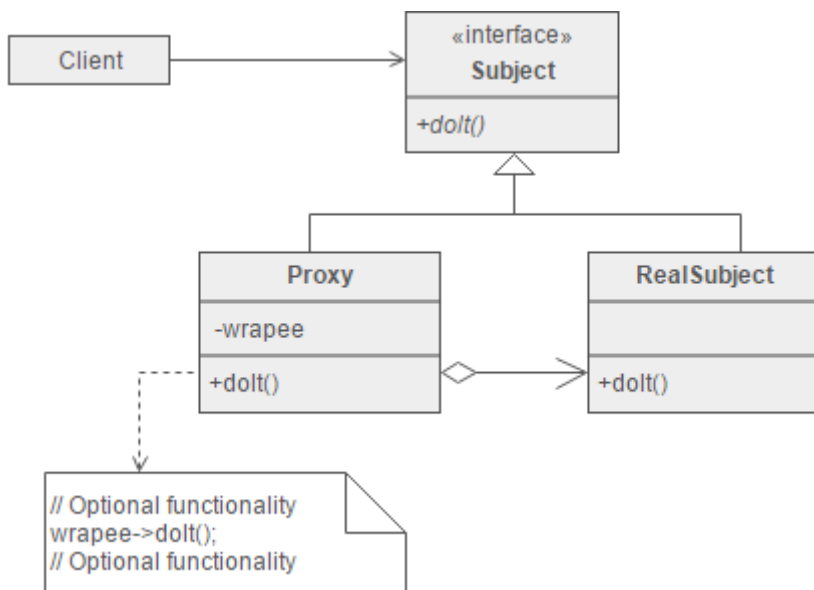 Client
«interface»
Subject
+doIt()
Proxy
-wrapee
+doIt()
RealSubject
+doIt()
// Optional functionality
wrapee->doIt();
// Optional functionality